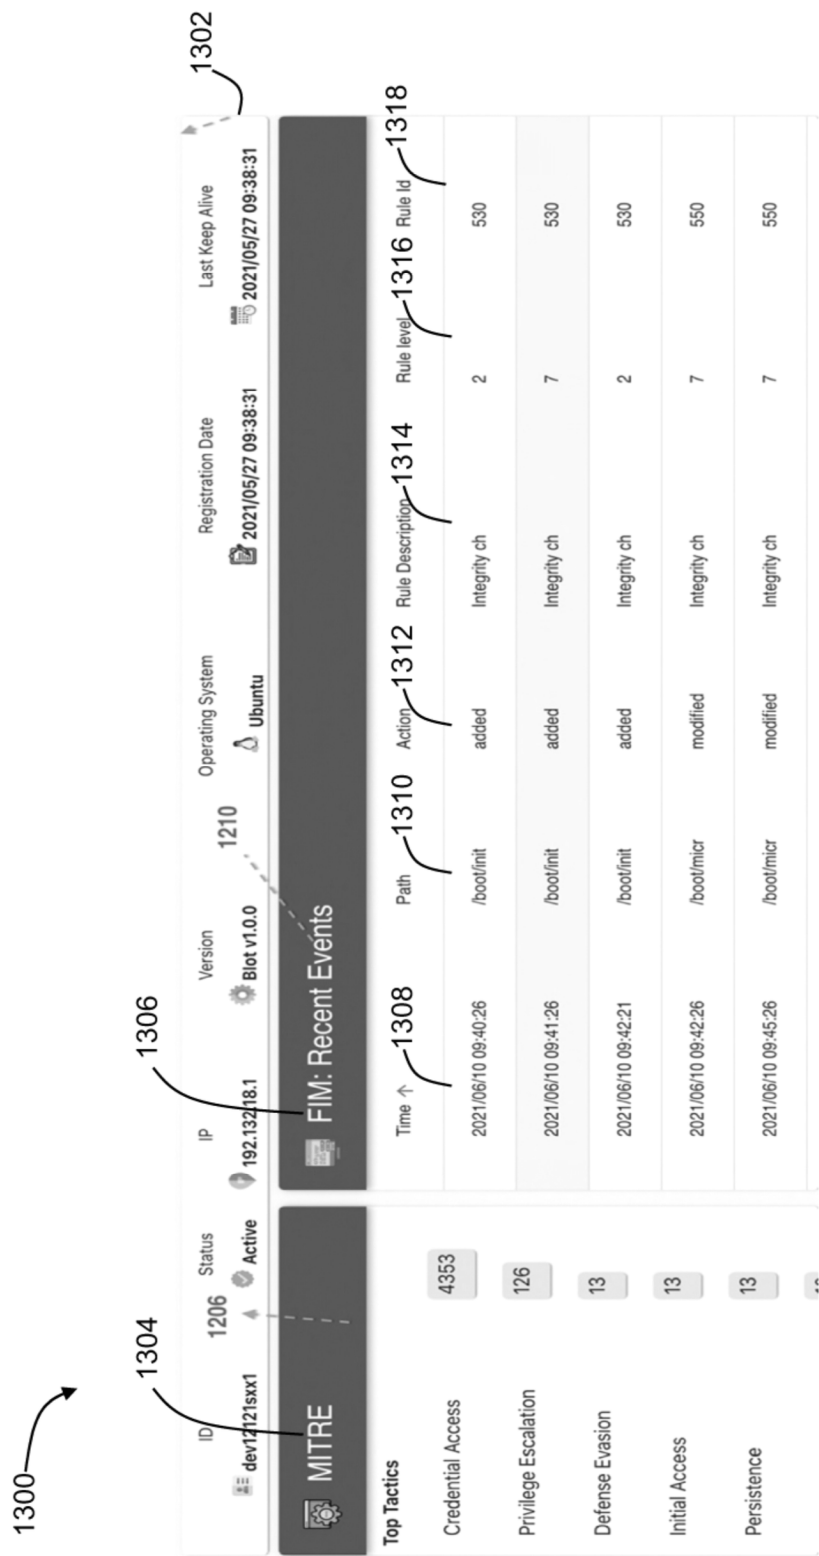 1300
1302
ID
Status
IP
Version
Operating System
Registration Date
Last Keep Alive
dev12121sxx1
1206
Active
192.132.18.1
Blot v1.0.0
1210
Ubuntu
2021/05/27 09:38:31
2021/05/27 09:38:31
1304
MITRE
Top Tactics
Credential Access 4353
Privilege Escalation 126
Defense Evasion 13
Initial Access 13
Persistence 13
1306
FIM: Recent Events
Time ↑ 1308 Path 1310 Action 1312 Rule Description 1314 Rule level 1316 Rule Id 1318
2021/06/10 09:40:26 /boot/init added Integrity ch 2 530
2021/06/10 09:41:26 /boot/init added Integrity ch 7 530
2021/06/10 09:42:21 /boot/init added Integrity ch 2 530
2021/06/10 09:42:26 /boot/micr modified Integrity ch 7 550
2021/06/10 09:45:26 /boot/micr modified Integrity ch 7 550